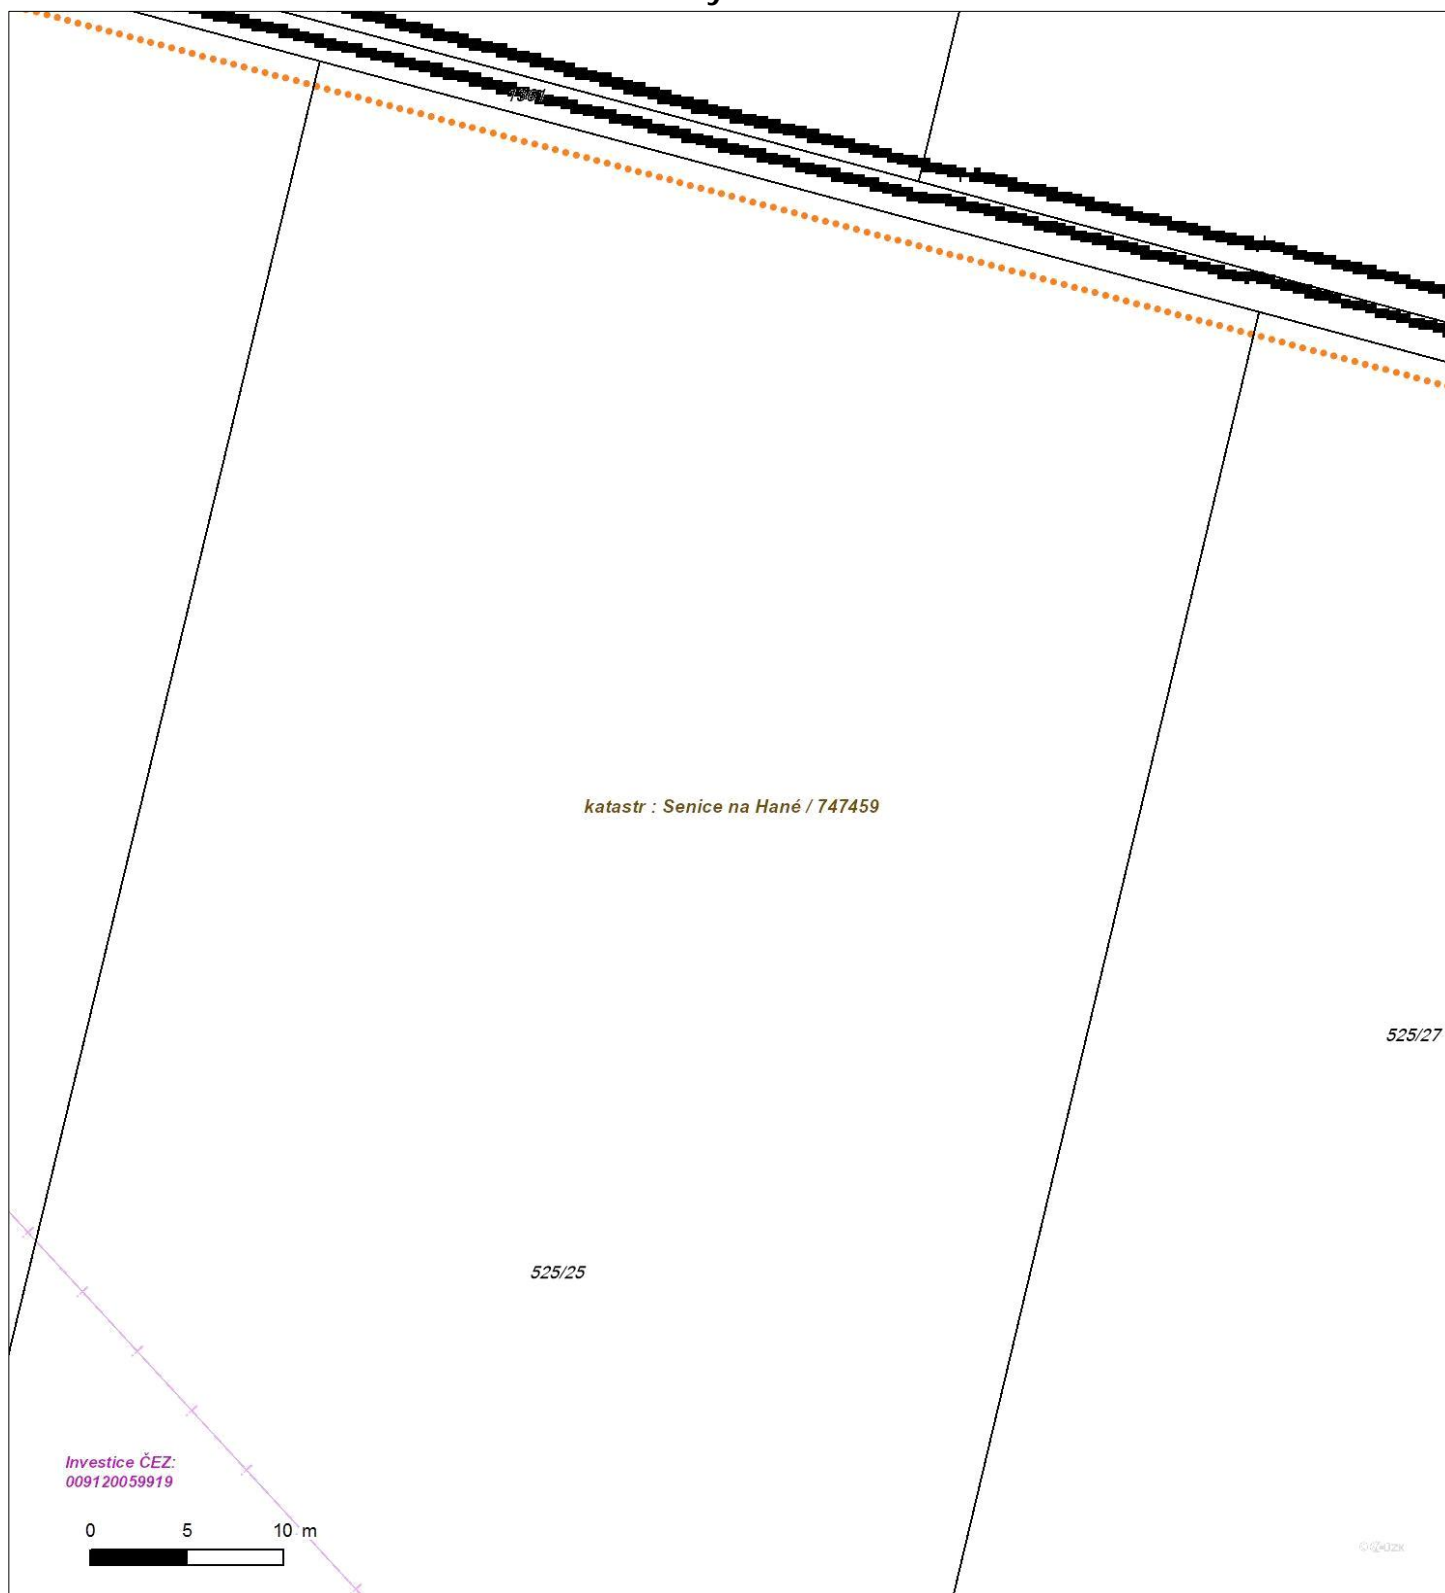 katastr : Senice na Hané / 747459
525/27
525/25
Investice ČEZ:
009120059919
0 5 10 m